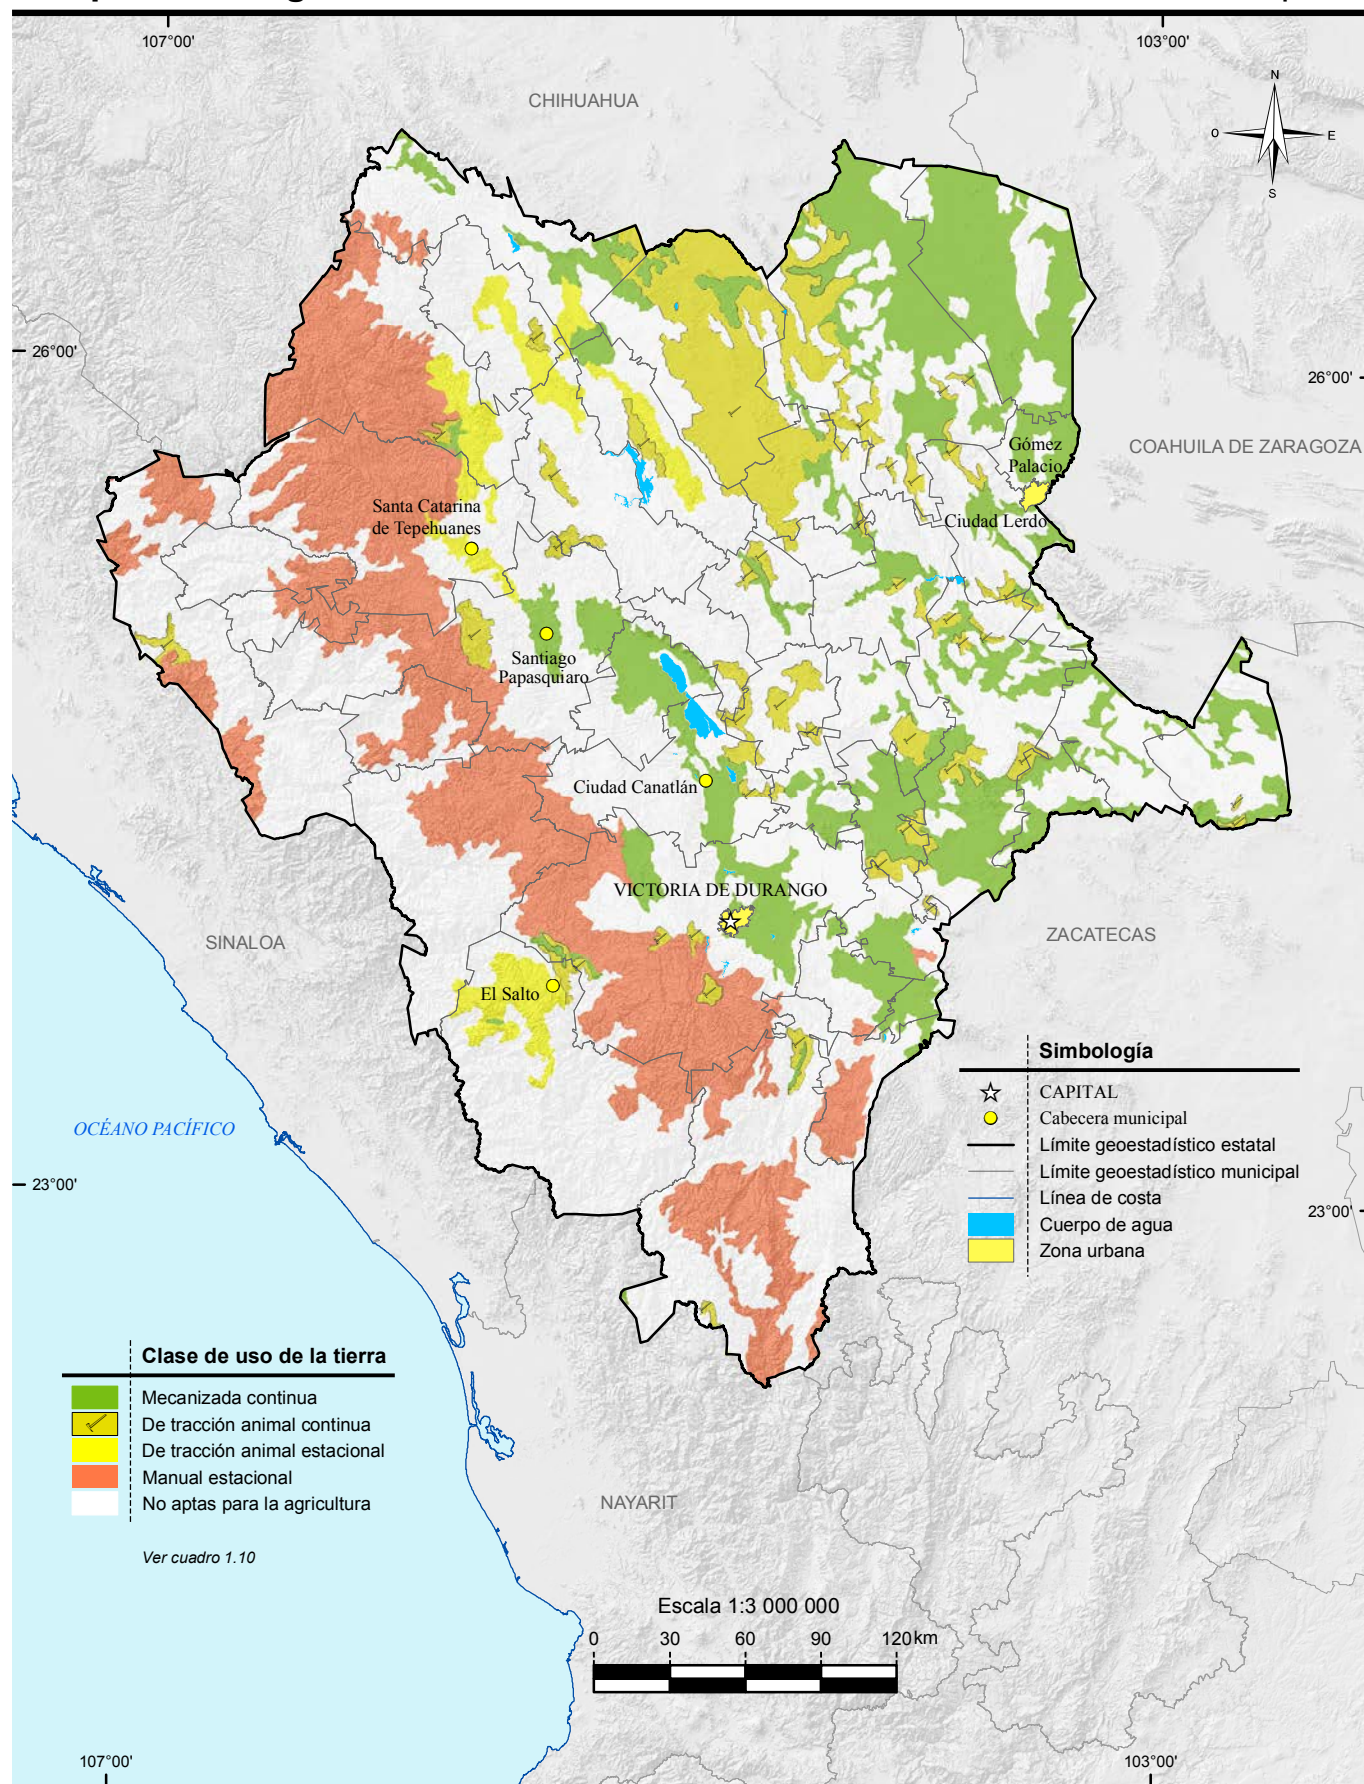 107°00'
103°00'
CHIHUAHUA
N
O
E
S
26°00'
26°00'
COAHUILA DE ZARAGOZA
Gómez
Palacio
Santa Catarina
de Tepehuanes
Ciudad Lerdo
Santiago
Papasquiaro
Ciudad Canatlán
VICTORIA DE DURANGO
SINALOA
ZACATECAS
El Salto
OCÉANO PACÍFICO
Simbología
CAPITAL
Cabecera municipal
Límite geoestadístico estatal
Límite geoestadístico municipal
Línea de costa
Cuerpo de agua
Zona urbana
23°00'
23°00'
Clase de uso de la tierra
Mecanizada continua
De tracción animal continua
De tracción animal estacional
Manual estacional
No aptas para la agricultura
Ver cuadro 1.10
NAYARIT
Escala 1:3 000 000
0 30 60 90 120 km
107°00'
103°00'